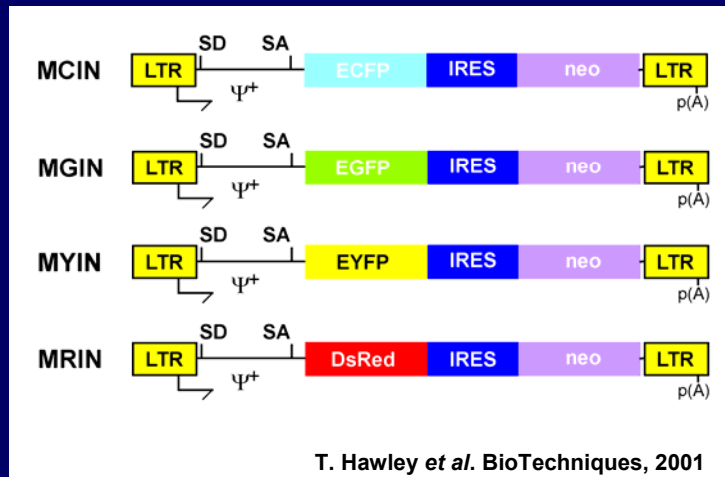 SD SA
MCIN LTR ECFP IRES neo LTR
Ψ+ p(A)
SD SA
MGIN LTR EGFP IRES neo LTR
Ψ+ p(A)
SD SA
MYIN LTR EYFP IRES neo LTR
Ψ+ p(A)
SD SA
MRIN LTR DsRed IRES neo LTR
Ψ+ p(A)
T. Hawley et al. BioTechniques, 2001